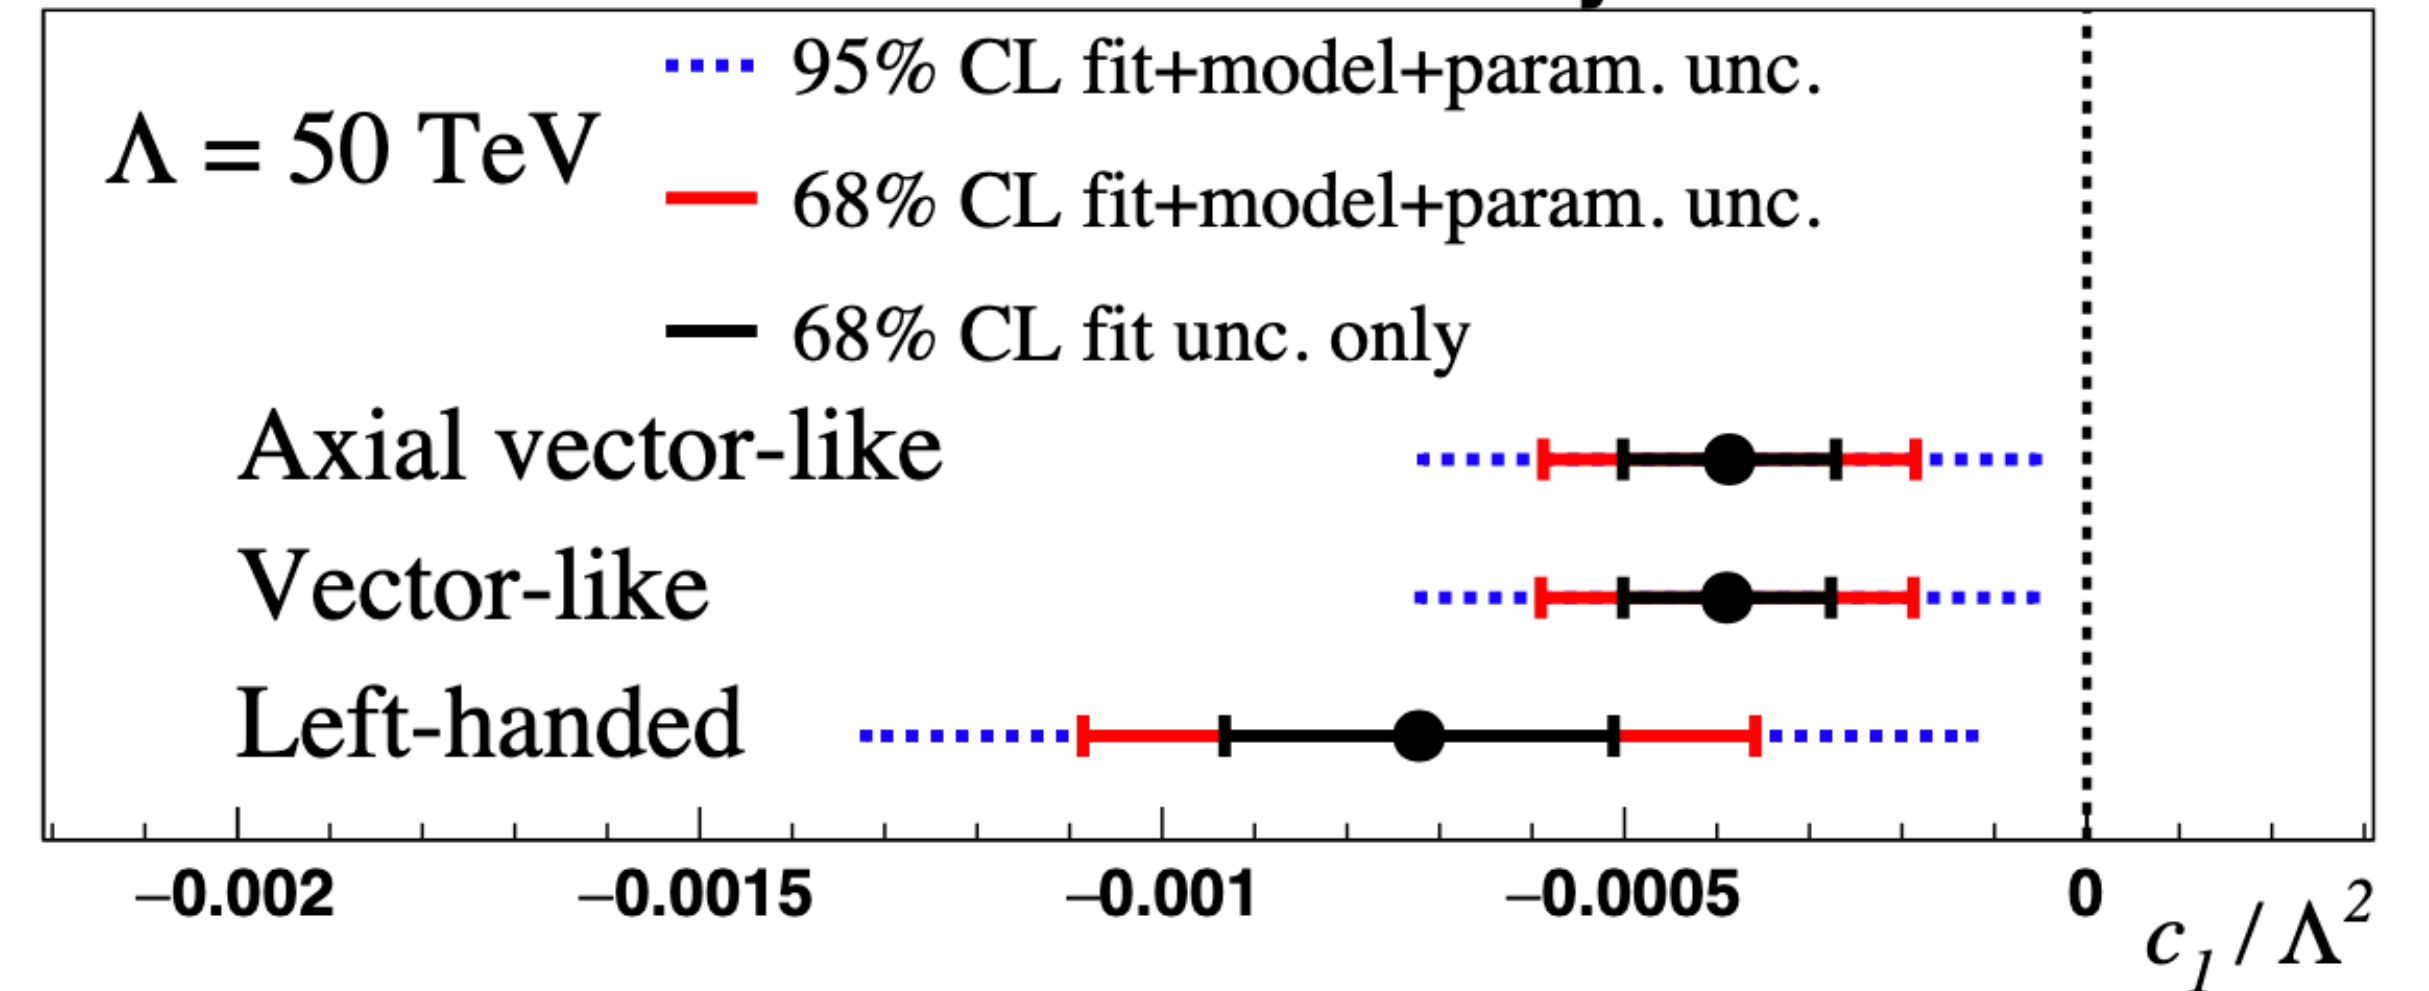 95% CL fit+model+param. unc.
Λ = 50 TeV
68% CL fit+model+param. unc.
68% CL fit unc. only
Axial vector-like
Vector-like
Left-handed
−0.002 −0.0015 −0.001 −0.0005 0
c₁ / Λ²